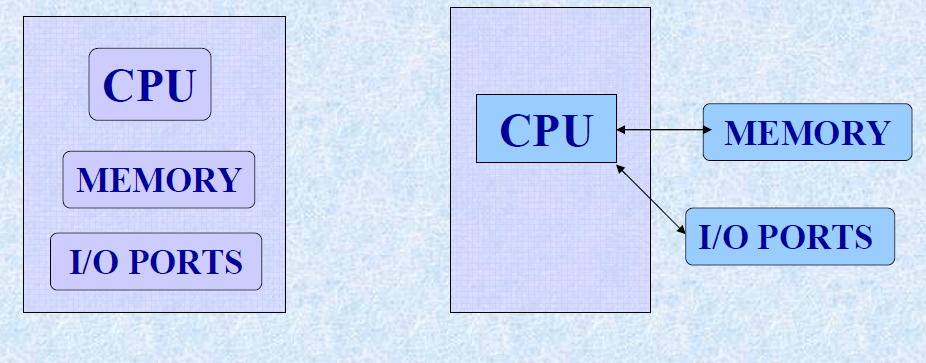 CPU
MEMORY
I/O PORTS
CPU
MEMORY
I/O PORTS